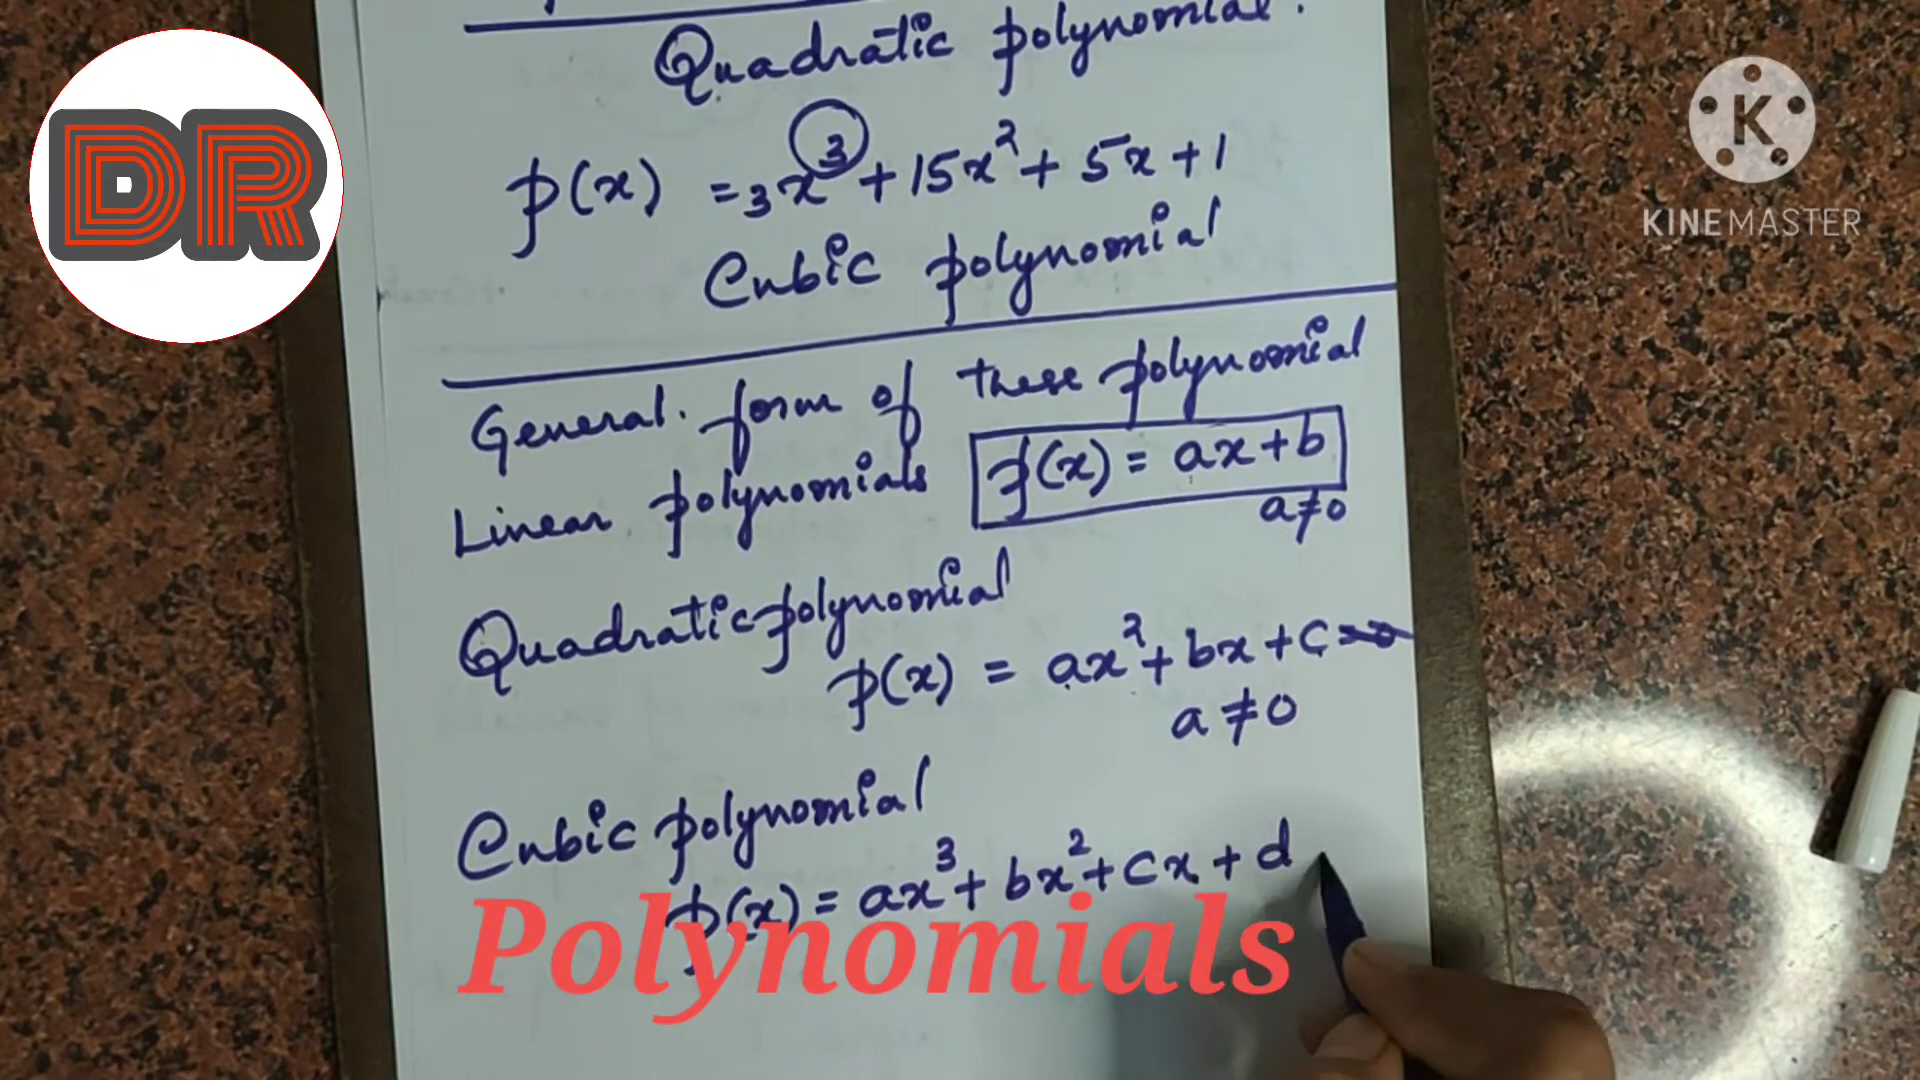 Quadratic polynomial.
p(x) = 3x³ + 15x² + 5x + 1
Cubic polynomial
General. form of these polynomial
Linear polynomials p(x) = ax + b
a ≠ 0
Quadratic polynomial
p(x) = ax² + bx + c = 0
a ≠ 0
Cubic polynomial
p(x) = ax³ + bx² + cx + d
Polynomials
DR
K
KINEMASTER